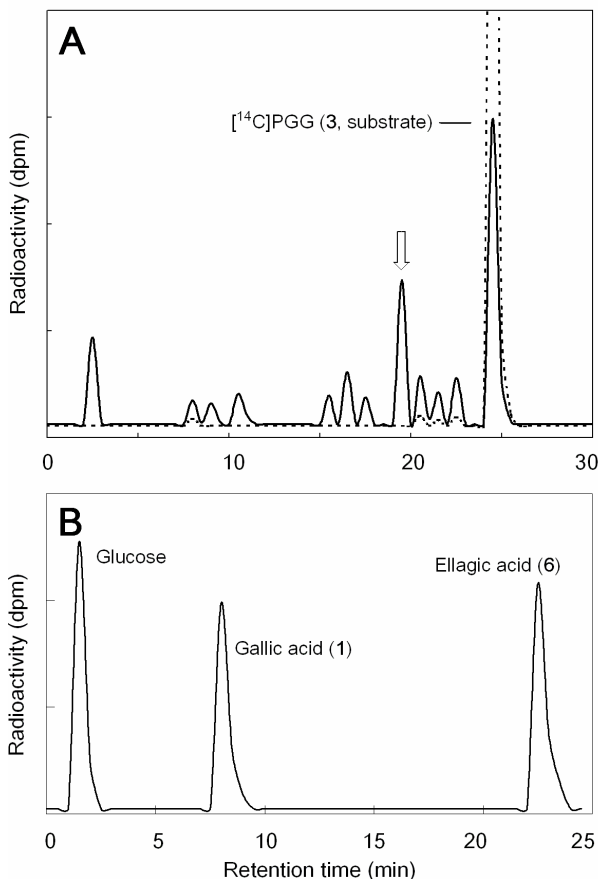 A
[¹⁴C]PGG (3, substrate)
Radioactivity (dpm)
0 10 20 30
B
Glucose
Ellagic acid (6)
Gallic acid (1)
Radioactivity (dpm)
0 5 10 15 20 25
Retention time (min)